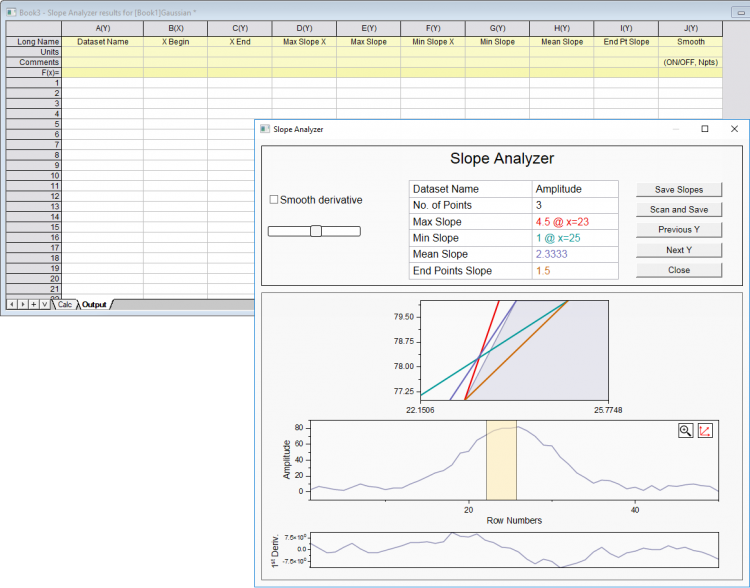 Book3 - Slope Analyzer results for [Book1]Gaussian *
A(Y) B(X) C(Y) D(Y) E(Y) F(Y) G(Y) H(Y) I(Y) J(Y)
Long Name Dataset Name X Begin X End Max Slope X Max Slope Min Slope X Min Slope Mean Slope End Pt Slope Smooth
Units
Comments (ON/OFF, Npts)
F(x)=
1
2
3
4
5
6
7
8
9
10
11
12
13
14
15
16
17
18
19
20
21
Calc Output
Slope Analyzer
Slope Analyzer
Smooth derivative
Dataset Name Amplitude
No. of Points 3
Max Slope 4.5 @ x=23
Min Slope 1 @ x=25
Mean Slope 2.3333
End Points Slope 1.5
Save Slopes
Scan and Save
Previous Y
Next Y
Close
79.50
78.75
78.00
77.25
22.1506 25.7748
Amplitude
80
60
40
20
0
20 40
Row Numbers
1st Deriv.
7.5×10⁰
0.0
-7.5×10⁰